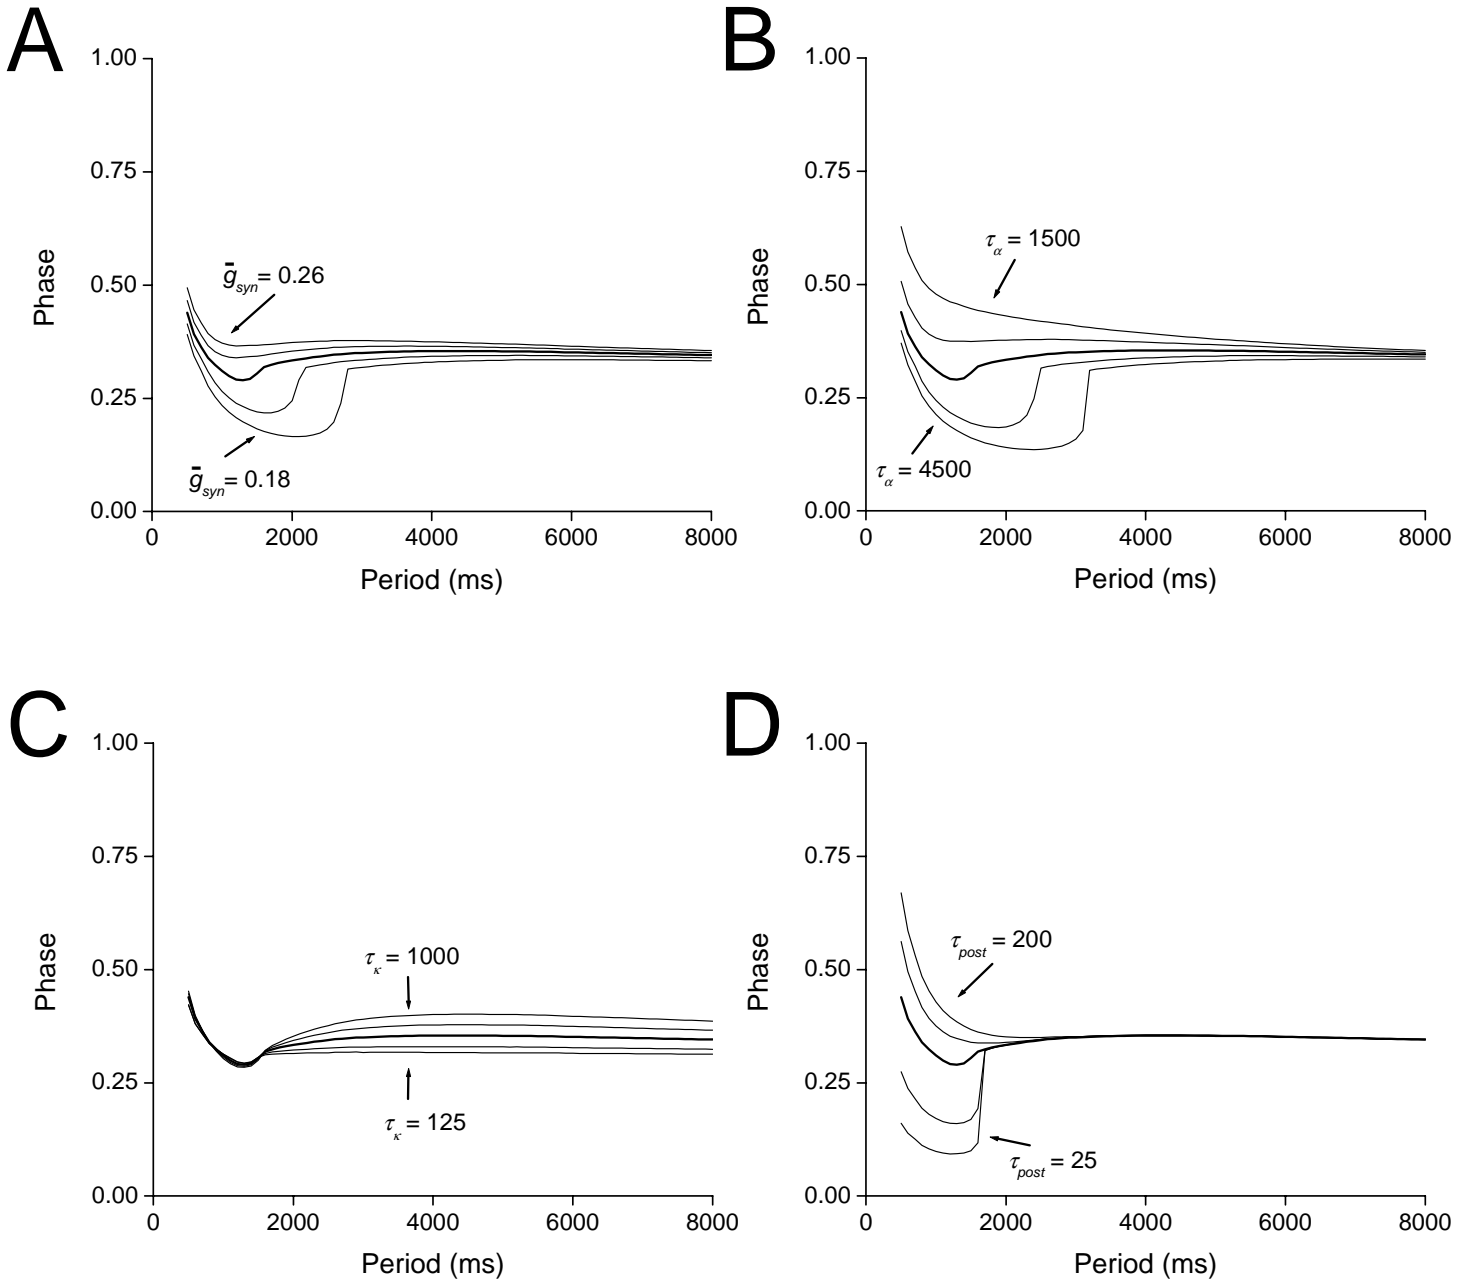 A
1.00
0.75
0.50
0.25
0.00
0 2000 4000 6000 8000
Phase
Period (ms)
ḡsyn = 0.26
ḡsyn = 0.18
B
1.00
0.75
0.50
0.25
0.00
0 2000 4000 6000 8000
Phase
Period (ms)
τα = 1500
τα = 4500
C
1.00
0.75
0.50
0.25
0.00
0 2000 4000 6000 8000
Phase
Period (ms)
τκ = 1000
τκ = 125
D
1.00
0.75
0.50
0.25
0.00
0 2000 4000 6000 8000
Phase
Period (ms)
τpost = 200
τpost = 25